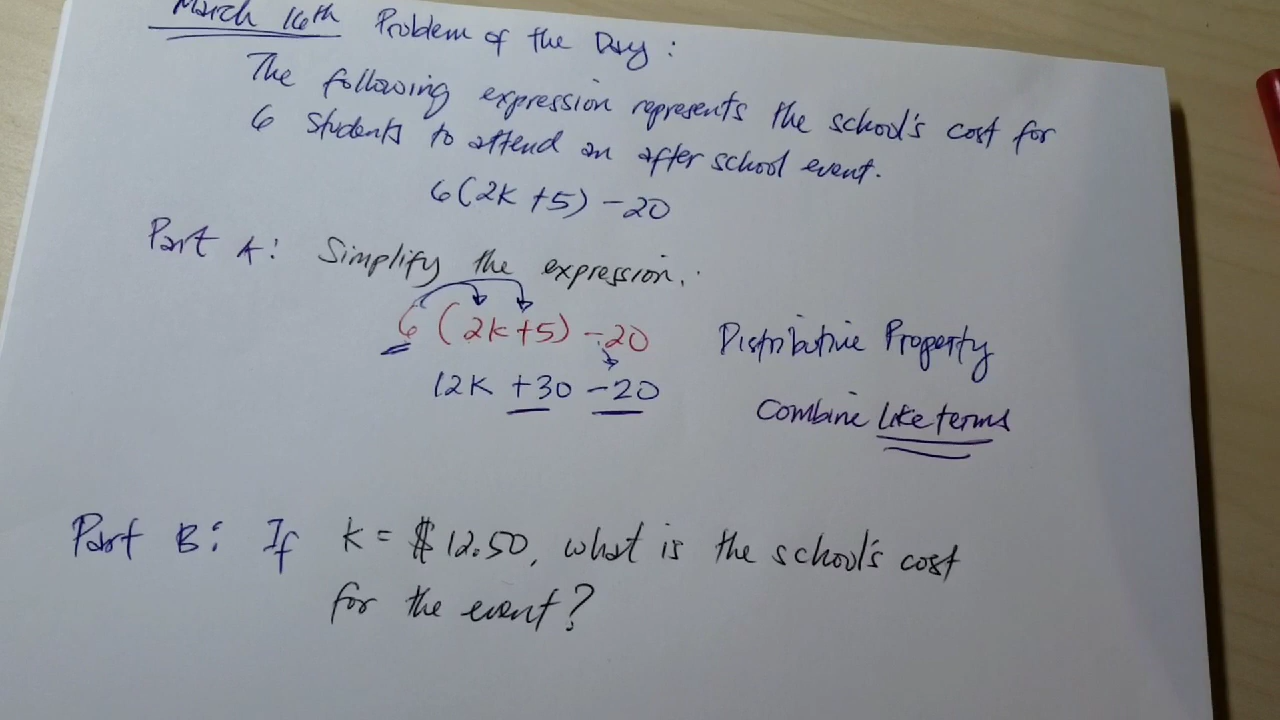 March 16th Problem of the Day:
The following expression represents the school's cost for
6 students to attend an after school event.
6(2k+5) -20
Part A: Simplify the expression.
6(2k+5) -20 Distributive Property
12k +30 -20
Combine like terms
Part B: If k = $12.50, what is the school's cost
for the event?